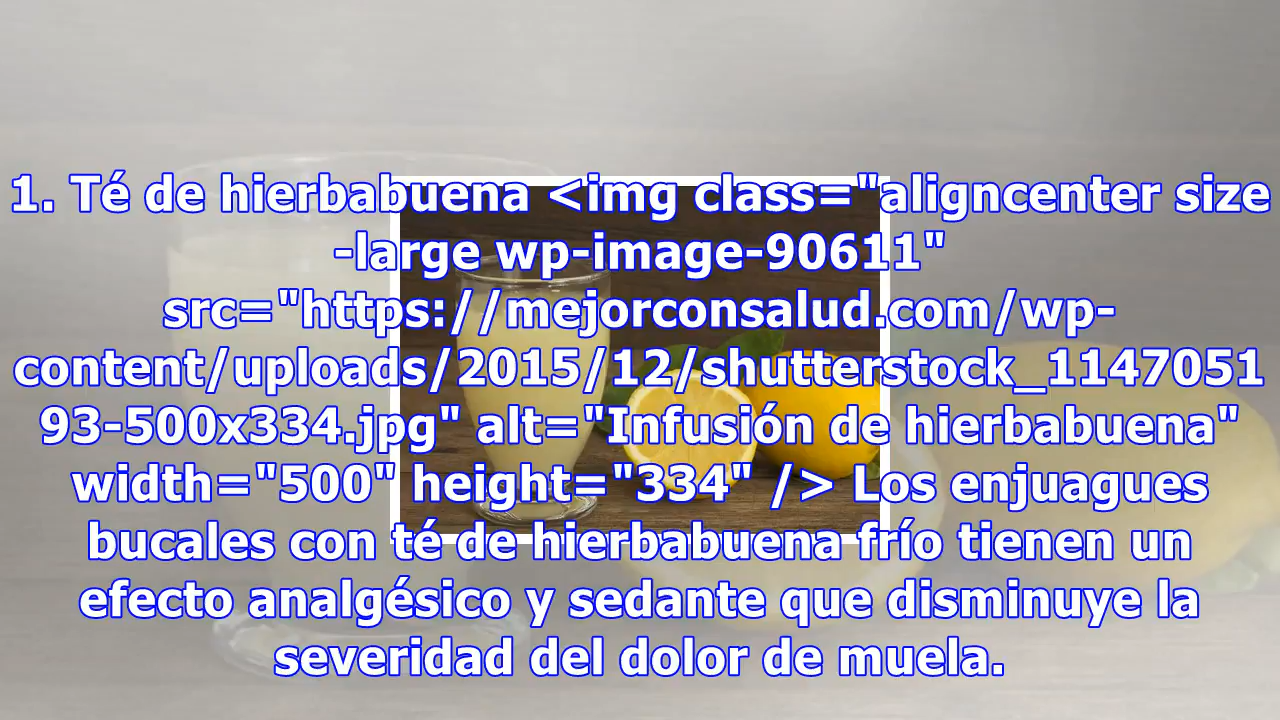 1. Té de hierbabuena <img class="aligncenter size
-large wp-image-90611"
src="https://mejorconsalud.com/wp-
content/uploads/2015/12/shutterstock_1147051
93-500x334.jpg" alt="Infusión de hierbabuena"
width="500" height="334" /> Los enjuagues
bucales con té de hierbabuena frío tienen un
efecto analgésico y sedante que disminuye la
severidad del dolor de muela.